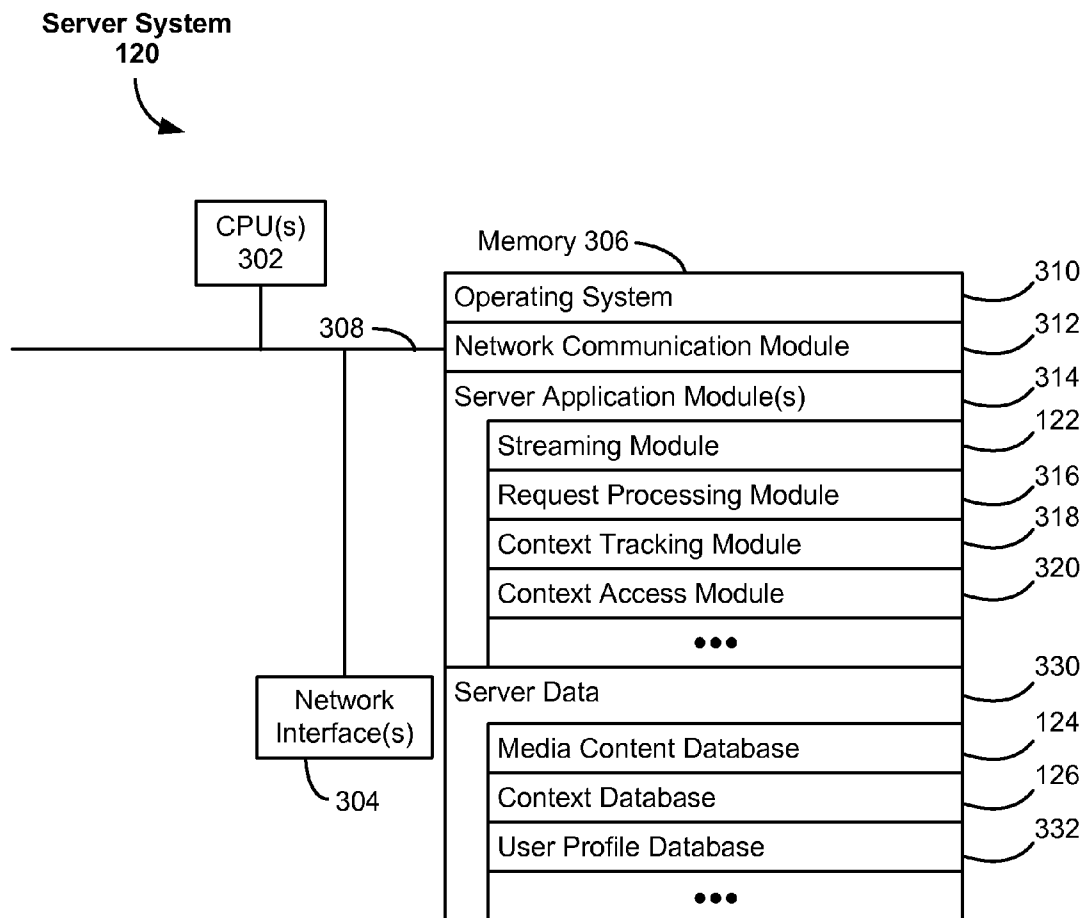 Server System
120
CPU(s)
302
Memory 306
308
Operating System
310
Network Communication Module
312
Server Application Module(s)
314
Streaming Module
122
Request Processing Module
316
Context Tracking Module
318
Context Access Module
320
•••
Server Data
330
Network
Interface(s)
304
Media Content Database
124
Context Database
126
User Profile Database
332
•••